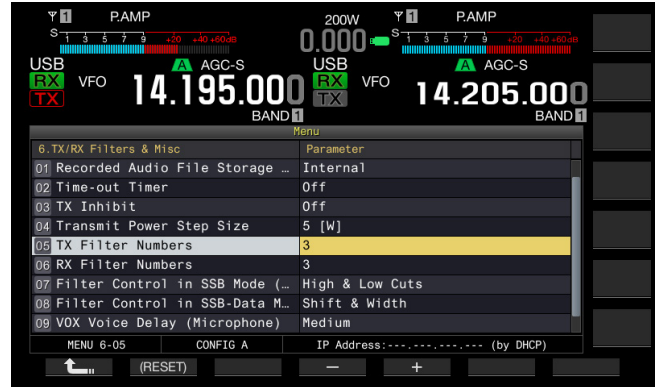 1 P.AMP 200W 1 P.AMP
S 1 3 5 7 9 +20 +40 +60dB 0.000 S 1 3 5 7 9 +20 +40 +60dB
USB A AGC-S USB A AGC-S
RX TX VFO 14.195.000 RX TX VFO 14.205.000
BAND 1 BAND 1
Menu
6.TX/RX Filters & Misc Parameter
01 Recorded Audio File Storage … Internal
02 Time-out Timer Off
03 TX Inhibit Off
04 Transmit Power Step Size 5 [W]
05 TX Filter Numbers 3
06 RX Filter Numbers 3
07 Filter Control in SSB Mode (… High & Low Cuts
08 Filter Control in SSB-Data M… Shift & Width
09 VOX Voice Delay (Microphone) Medium
MENU 6-05 CONFIG A IP Address:---.---.---.--- (by DHCP)
(RESET) − +